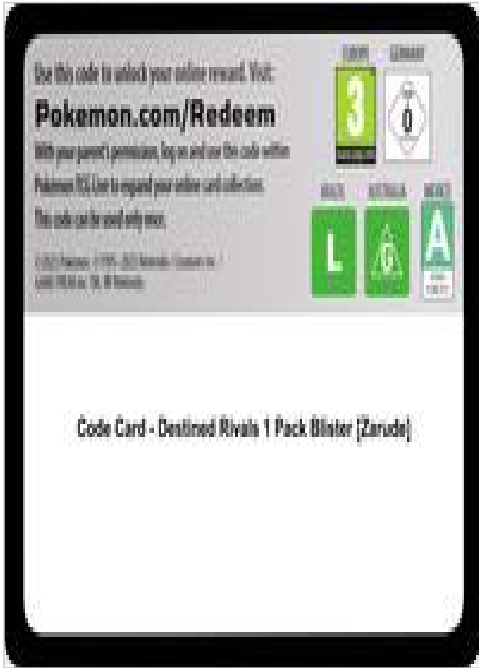 Use this code to unlock your online reward. Visit:
Pokemon.com/Redeem
With your parent's permission, log on and use this code within
Pokémon TCG Live to expand your online card collection.
This code can be used only once.
EUROPE GERMANY
3
0
BRAZIL AUSTRALIA MEXICO
L
G
A
Code Card - Destined Rivals 1 Pack Blister [Zarude]